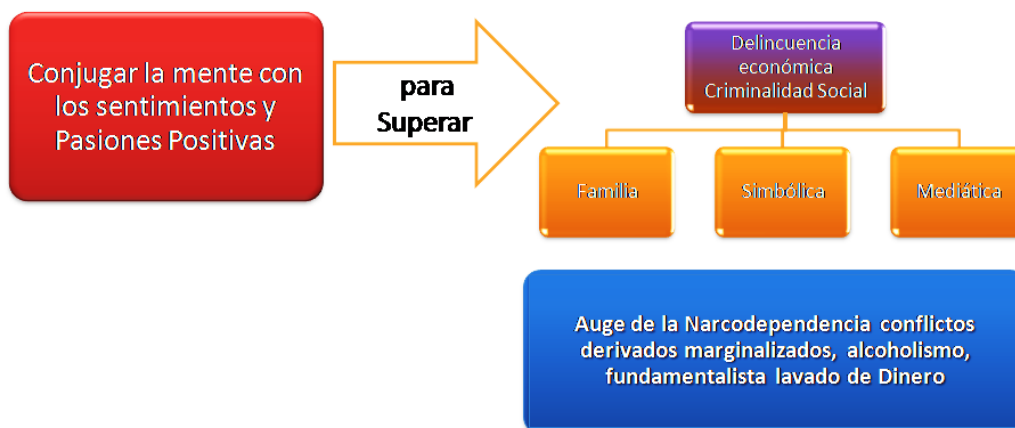 Conjugar la mente con
los sentimientos y
Pasiones Positivas
para
Superar
Delincuencia
económica
Criminalidad Social
Familia
Simbólica
Mediática
Auge de la Narcodependencia conflictos
derivados marginalizados, alcoholismo,
fundamentalista lavado de Dinero